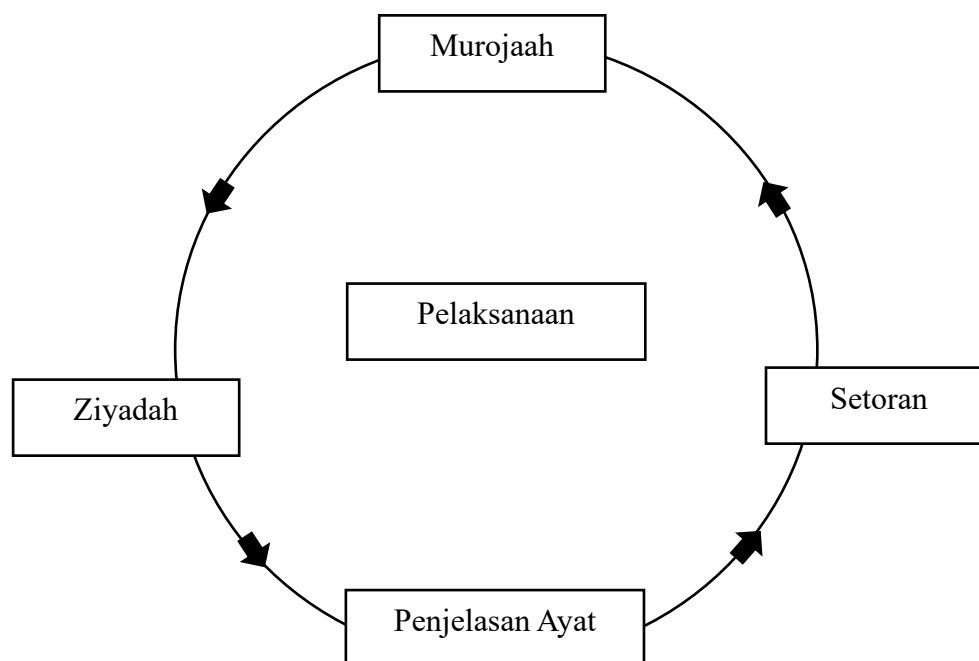 Murojaah
Pelaksanaan
Ziyadah
Setoran
Penjelasan Ayat